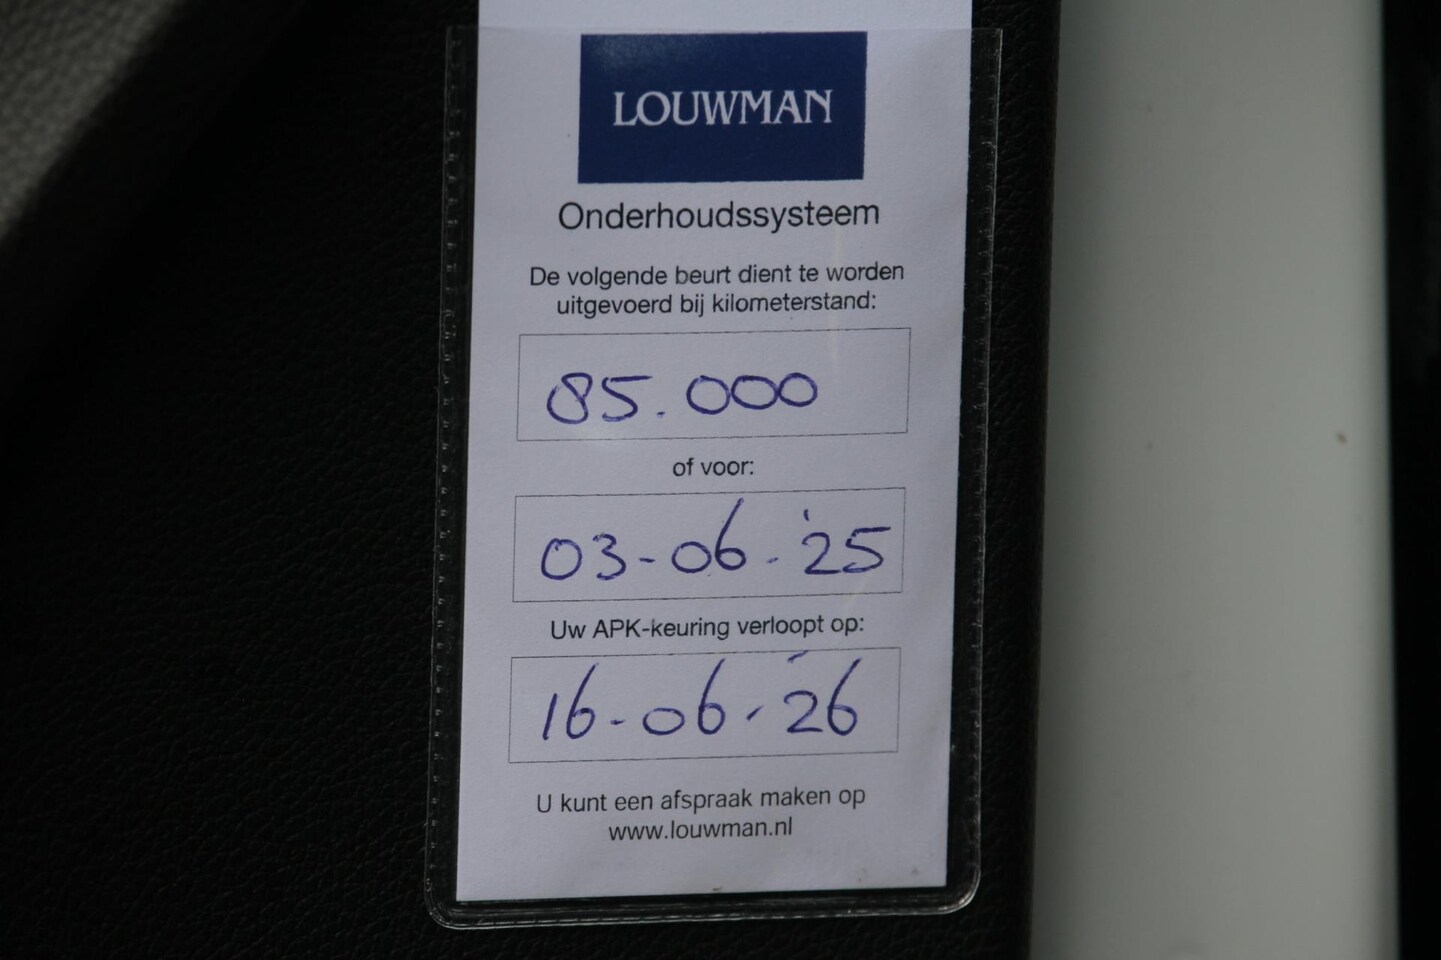 LOUWMAN
Onderhoudssysteem
De volgende beurt dient te worden
uitgevoerd bij kilometerstand:
85.000
of voor:
03-06-'25
Uw APK-keuring verloopt op:
16-06-'26
U kunt een afspraak maken op
www.louwman.nl